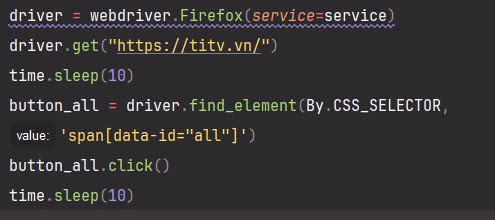 driver = webdriver.Firefox(service=service)
driver.get("https://titv.vn/")
time.sleep(10)
button_all = driver.find_element(By.CSS_SELECTOR,
value: 'span[data-id="all"]')
button_all.click()
time.sleep(10)